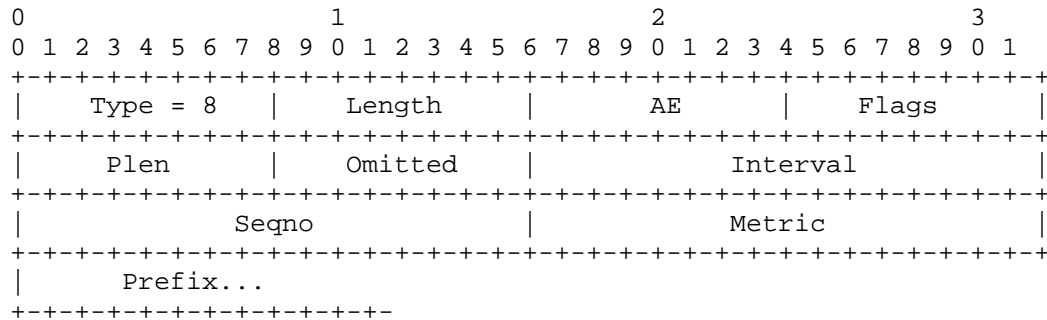 0                   1                   2                   3
0 1 2 3 4 5 6 7 8 9 0 1 2 3 4 5 6 7 8 9 0 1 2 3 4 5 6 7 8 9 0 1
+-+-+-+-+-+-+-+-+-+-+-+-+-+-+-+-+-+-+-+-+-+-+-+-+-+-+-+-+-+-+-+-+
|    Type = 8   |    Length     |       AE      |    Flags      |
+-+-+-+-+-+-+-+-+-+-+-+-+-+-+-+-+-+-+-+-+-+-+-+-+-+-+-+-+-+-+-+-+
|     Plen      |    Omitted    |            Interval           |
+-+-+-+-+-+-+-+-+-+-+-+-+-+-+-+-+-+-+-+-+-+-+-+-+-+-+-+-+-+-+-+-+
|             Seqno             |            Metric             |
+-+-+-+-+-+-+-+-+-+-+-+-+-+-+-+-+-+-+-+-+-+-+-+-+-+-+-+-+-+-+-+-+
|      Prefix...
+-+-+-+-+-+-+-+-+-+-+-+-